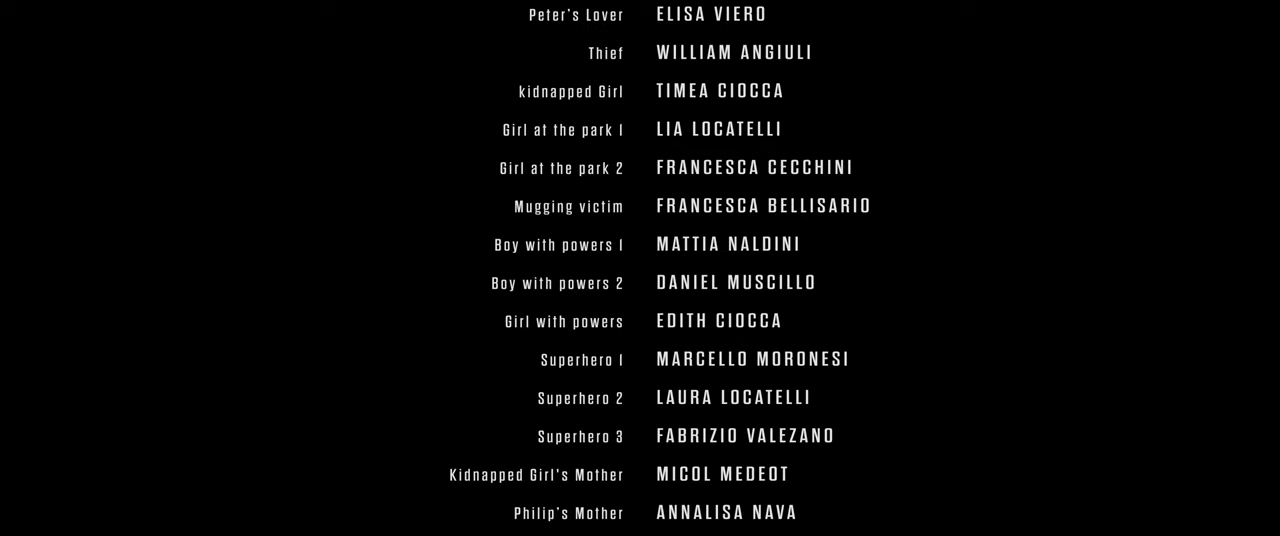 Peter's Lover ELISA VIERO
Thief WILLIAM ANGIULI
kidnapped Girl TIMEA CIOCCA
Girl at the park 1 LIA LOCATELLI
Girl at the park 2 FRANCESCA CECCHINI
Mugging victim FRANCESCA BELLISARIO
Boy with powers 1 MATTIA NALDINI
Boy with powers 2 DANIEL MUSCILLO
Girl with powers EDITH CIOCCA
Superhero 1 MARCELLO MORONESI
Superhero 2 LAURA LOCATELLI
Superhero 3 FABRIZIO VALEZANO
Kidnapped Girl's Mother MICOL MEDEOT
Philip's Mother ANNALISA NAVA